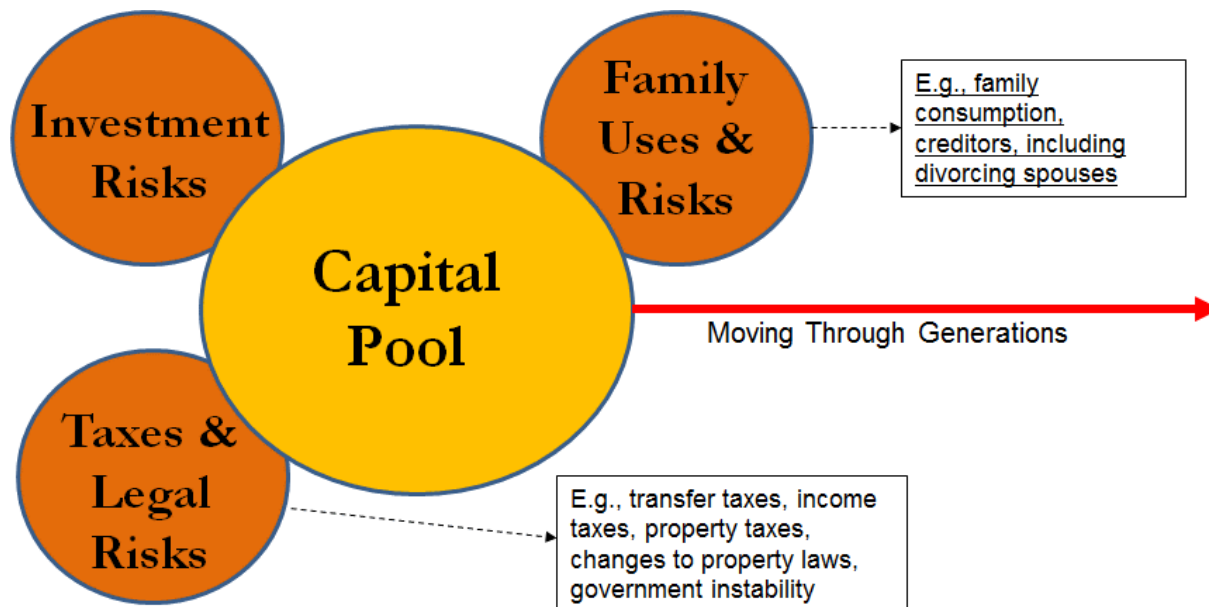 Investment
Risks
Family
Uses &
Risks
E.g., family
consumption,
creditors, including
divorcing spouses
Capital
Pool
Moving Through Generations
Taxes &
Legal
Risks
E.g., transfer taxes, income
taxes, property taxes,
changes to property laws,
government instability